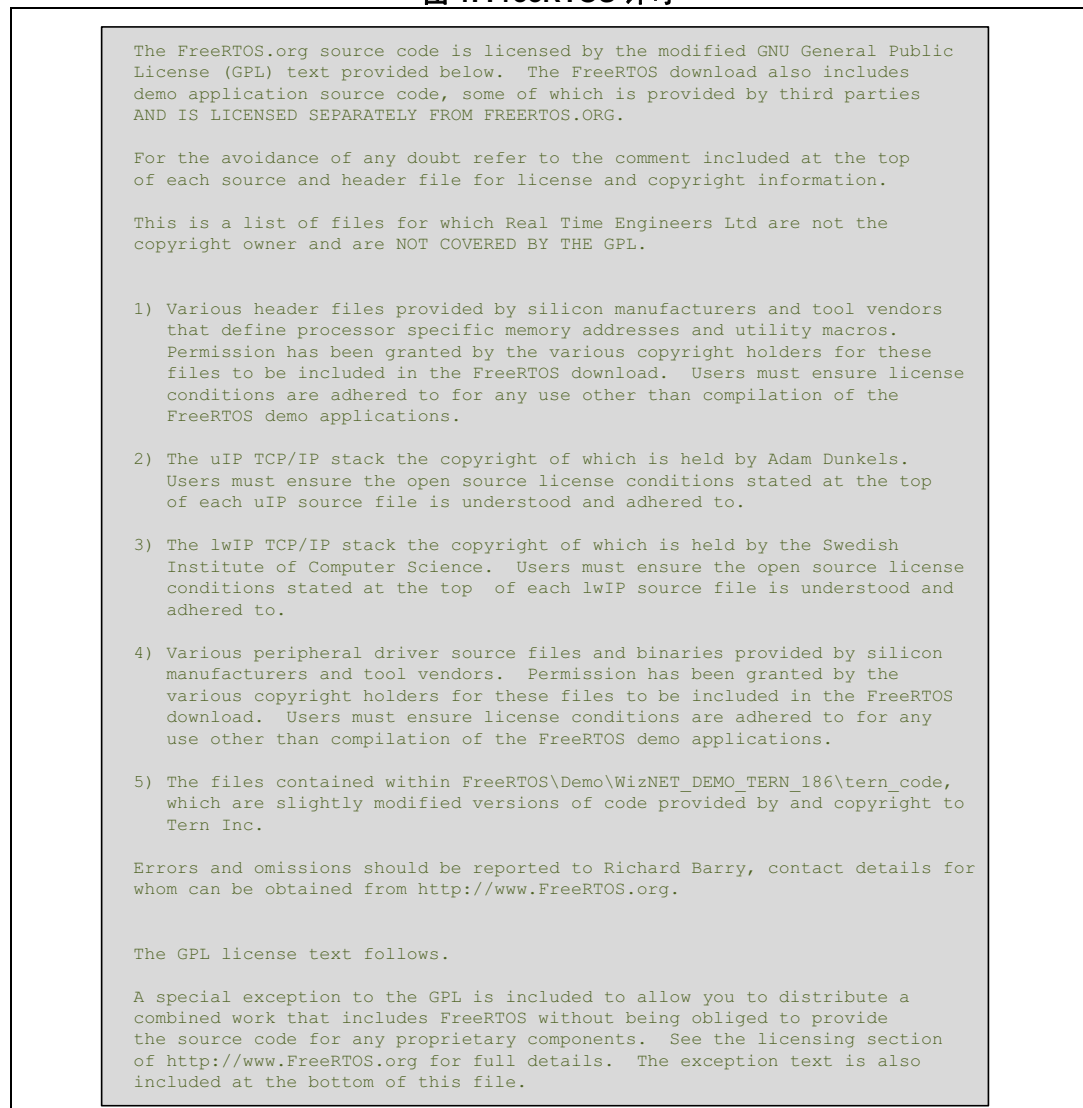 The FreeRTOS.org source code is licensed by the modified GNU General Public
License (GPL) text provided below.  The FreeRTOS download also includes
demo application source code, some of which is provided by third parties
AND IS LICENSED SEPARATELY FROM FREERTOS.ORG.
For the avoidance of any doubt refer to the comment included at the top
of each source and header file for license and copyright information.
This is a list of files for which Real Time Engineers Ltd are not the
copyright owner and are NOT COVERED BY THE GPL.
1) Various header files provided by silicon manufacturers and tool vendors
that define processor specific memory addresses and utility macros.
Permission has been granted by the various copyright holders for these
files to be included in the FreeRTOS download.  Users must ensure license
conditions are adhered to for any use other than compilation of the
FreeRTOS demo applications.
2) The uIP TCP/IP stack the copyright of which is held by Adam Dunkels.
Users must ensure the open source license conditions stated at the top
of each uIP source file is understood and adhered to.
3) The lwIP TCP/IP stack the copyright of which is held by the Swedish
Institute of Computer Science.  Users must ensure the open source license
conditions stated at the top  of each lwIP source file is understood and
adhered to.
4) Various peripheral driver source files and binaries provided by silicon
manufacturers and tool vendors.  Permission has been granted by the
various copyright holders for these files to be included in the FreeRTOS
download.  Users must ensure license conditions are adhered to for any
use other than compilation of the FreeRTOS demo applications.
5) The files contained within FreeRTOS\Demo\WizNET_DEMO_TERN_186\tern_code,
which are slightly modified versions of code provided by and copyright to
Tern Inc.
Errors and omissions should be reported to Richard Barry, contact details for
whom can be obtained from http://www.FreeRTOS.org.
The GPL license text follows.
A special exception to the GPL is included to allow you to distribute a
combined work that includes FreeRTOS without being obliged to provide
the source code for any proprietary components.  See the licensing section
of http://www.FreeRTOS.org for full details.  The exception text is also
included at the bottom of this file.